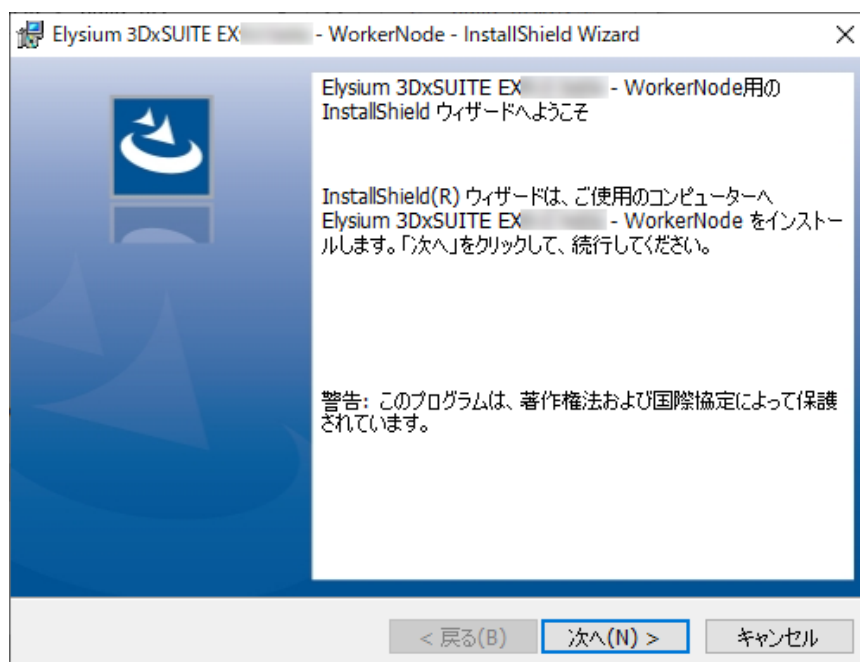 Elysium 3DxSUITE EX - WorkerNode - InstallShield Wizard
Elysium 3DxSUITE EX - WorkerNode用の
InstallShield ウィザードへようこそ
InstallShield(R) ウィザードは、ご使用のコンピューターへ
Elysium 3DxSUITE EX - WorkerNode をインストー
ルします。「次へ」をクリックして、続行してください。
警告: このプログラムは、著作権法および国際協定によって保護
されています。
< 戻る(B)
次へ(N) >
キャンセル